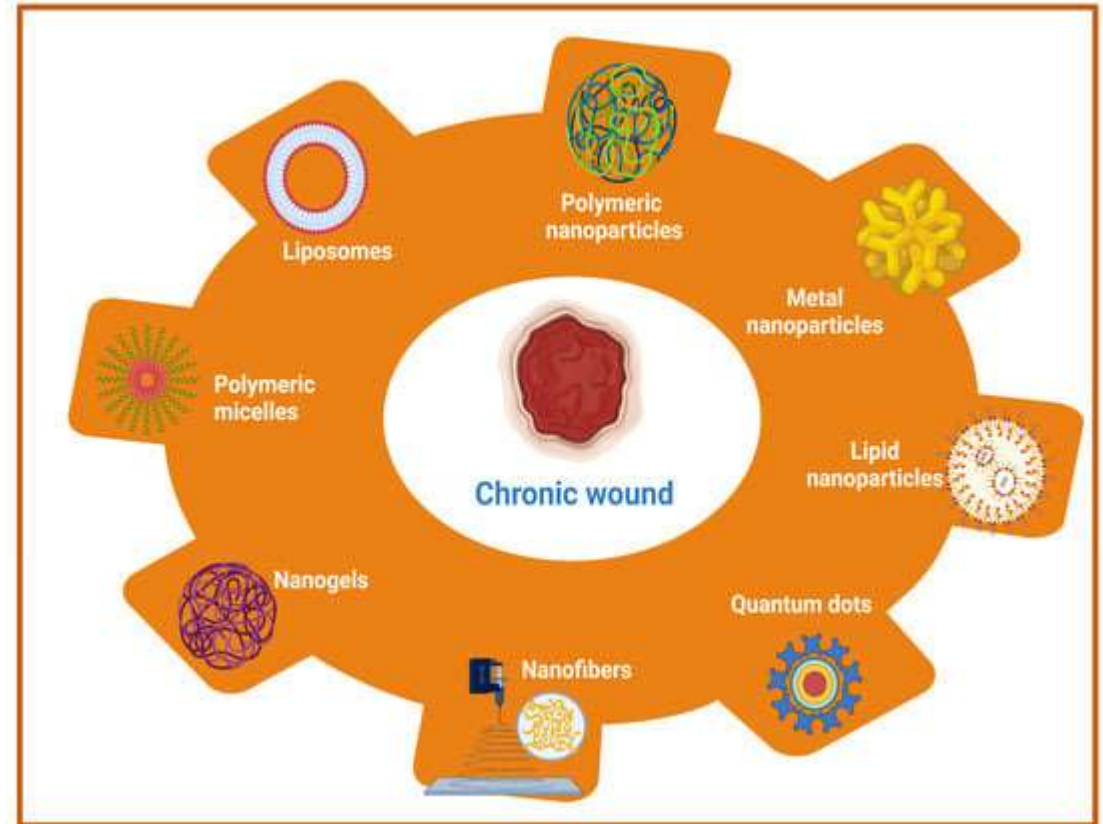 Polymeric
nanoparticles
Liposomes
Metal
nanoparticles
Polymeric
micelles
Lipid
nanoparticles
Chronic wound
Nanogels
Quantum dots
Nanofibers